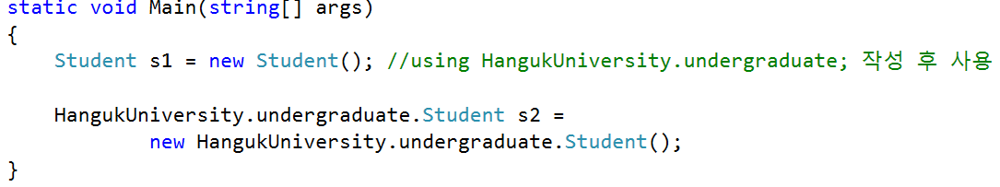 static void Main(string[] args)
{
Student s1 = new Student(); //using HangukUniversity.undergraduate; 작성 후 사용
HangukUniversity.undergraduate.Student s2 =
new HangukUniversity.undergraduate.Student();
}